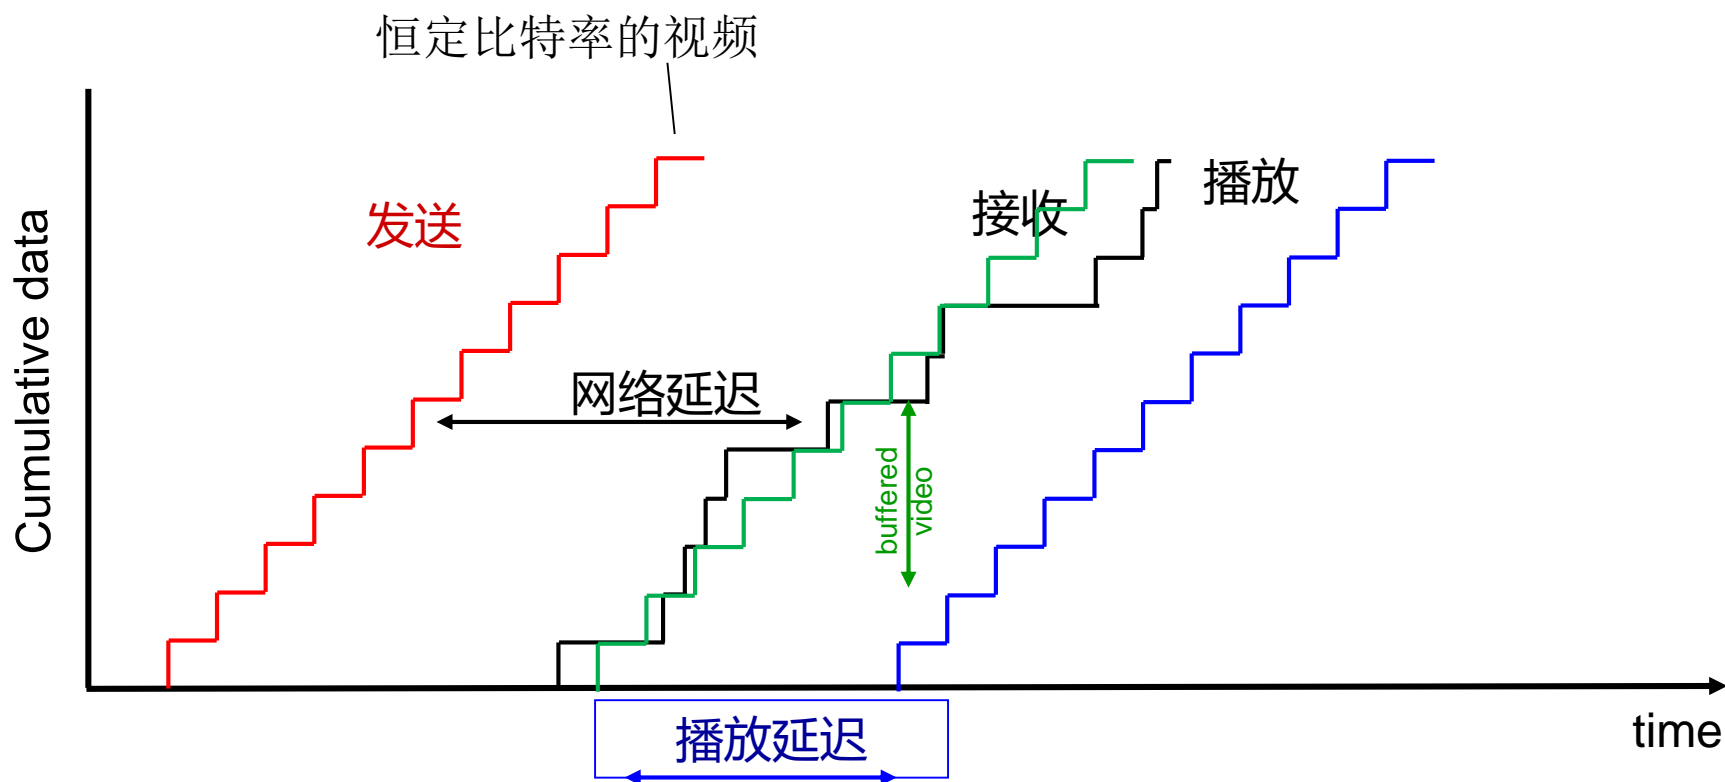 恒定比特率的视频
发送
接收
播放
Cumulative data
网络延迟
buffered
video
播放延迟
time